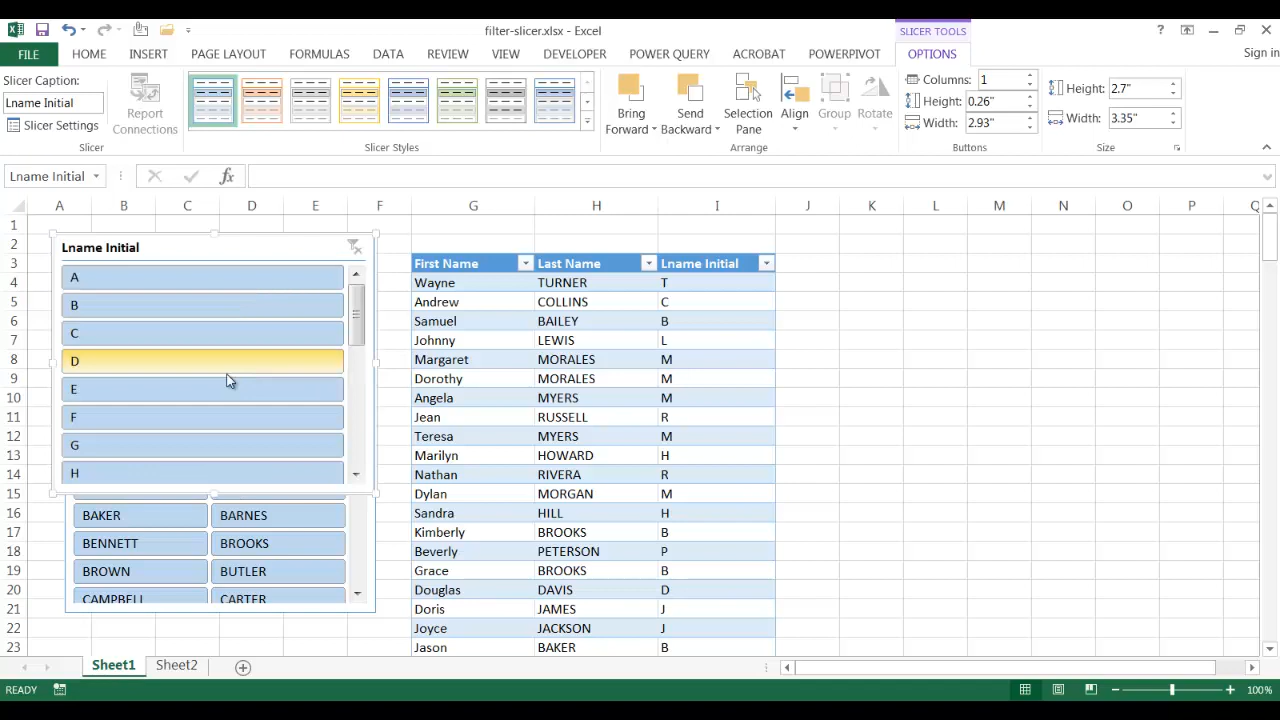 filter-slicer.xlsx - Excel
SLICER TOOLS
?
FILE HOME INSERT PAGE LAYOUT FORMULAS DATA REVIEW VIEW DEVELOPER POWER QUERY ACROBAT POWERPIVOT OPTIONS Sign in
Slicer Caption:
Lname Initial
Slicer Settings
Slicer
Report
Connections
Slicer Styles
Bring
Forward
Send
Backward
Selection
Pane
Align
Group
Rotate
Arrange
Columns: 1
Height: 0.26"
Width: 2.93"
Buttons
Height: 2.7"
Width: 3.35"
Size
Lname Initial fx
A B C D E F G H I J K L M N O P Q
1
2
3 First Name Last Name Lname Initial
4 Wayne TURNER T
5 Andrew COLLINS C
6 Samuel BAILEY B
7 Johnny LEWIS L
8 Margaret MORALES M
9 Dorothy MORALES M
10 Angela MYERS M
11 Jean RUSSELL R
12 Teresa MYERS M
13 Marilyn HOWARD H
14 Nathan RIVERA R
15 Dylan MORGAN M
16 Sandra HILL H
17 Kimberly BROOKS B
18 Beverly PETERSON P
19 Grace BROOKS B
20 Douglas DAVIS D
21 Doris JAMES J
22 Joyce JACKSON J
23 Jason BAKER B
Lname Initial
A
B
C
D
E
F
G
H
BAKER BARNES
BENNETT BROOKS
BROWN BUTLER
CAMPBELL CARTER
Sheet1 Sheet2
READY 100%